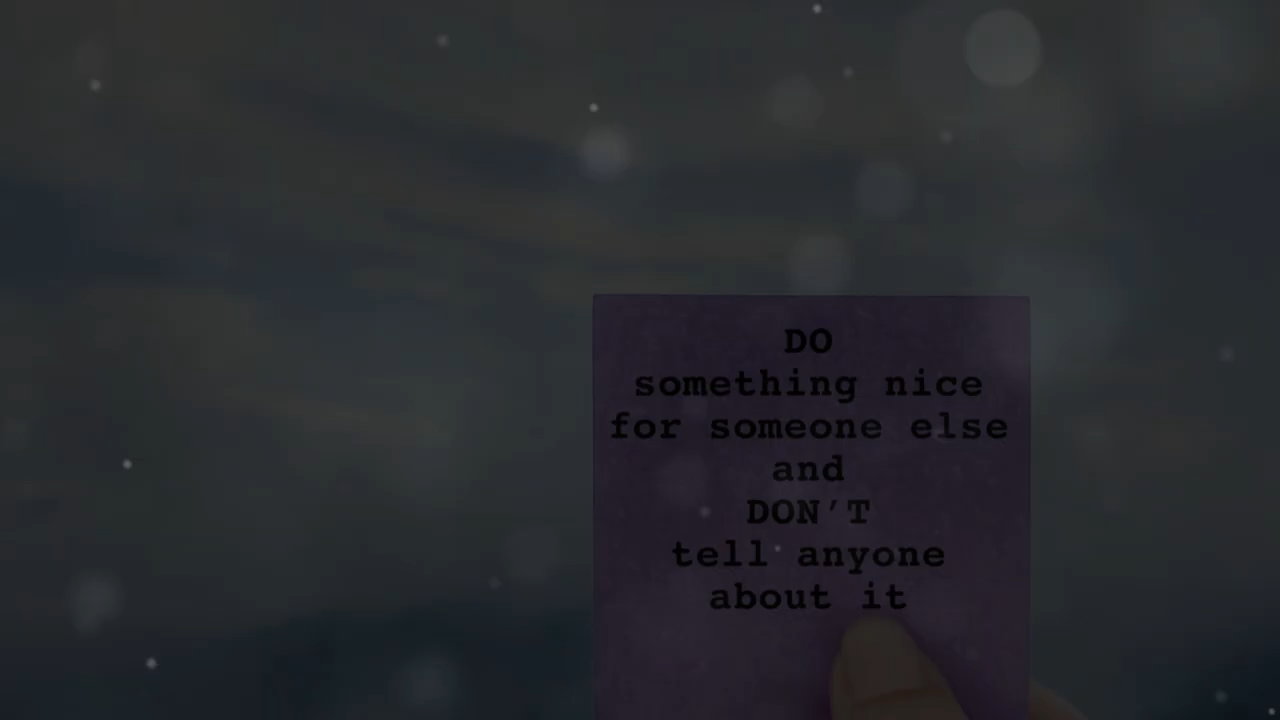 DO
something nice
for someone else
and
DON'T
tell anyone
about it